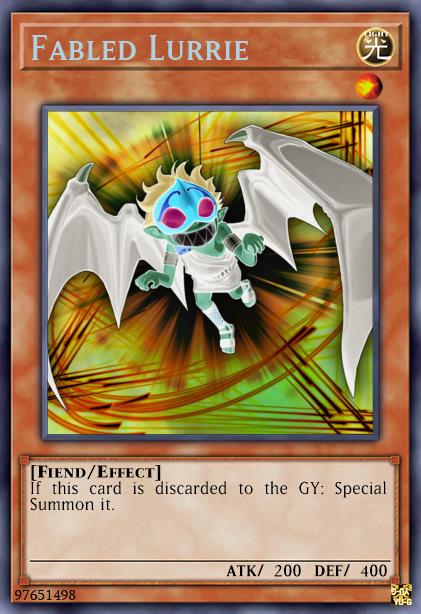 Fabled Lurrie
LIGHT
光
[Fiend/Effect]
If this card is discarded to the GY: Special
Summon it.
ATK/ 200 DEF/ 400
97651498